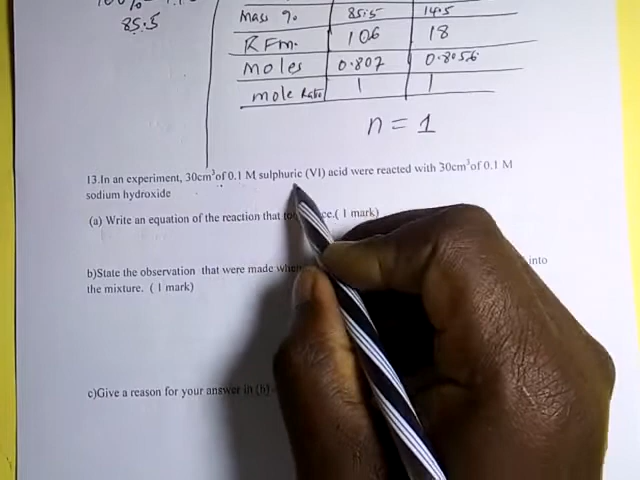 85.5
Mass % 85.5 14.5
RFm. 106 18
Moles 0.807 0.8056
mole Ratio 1 1
n = 1
13.In an experiment, 30cm³of 0.1 M sulphuric (VI) acid were reacted with 30cm³of 0.1 M
sodium hydroxide
(a) Write an equation of the reaction that ( 1 mark)
b)State the observation that were made when into
the mixture. ( 1 mark)
c)Give a reason for your answer in (b)